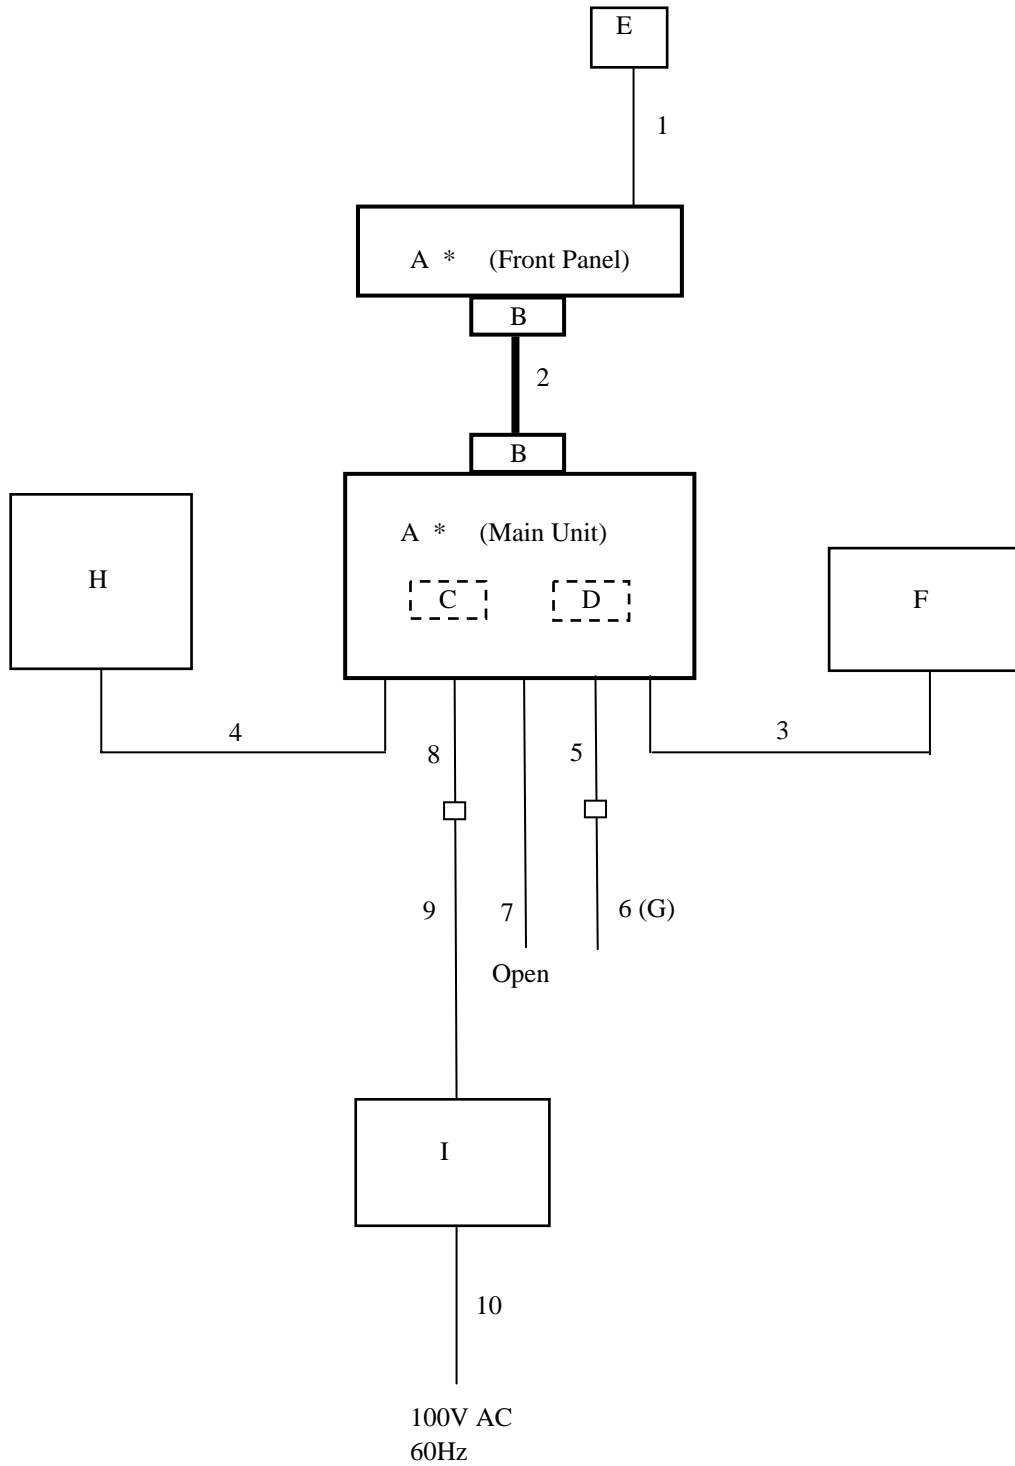 E
1
A * (Front Panel)
B
2
B
A * (Main Unit)
H
C
D
F
4
8
5
3
9
7
6 (G)
Open
I
10
100V AC
60Hz